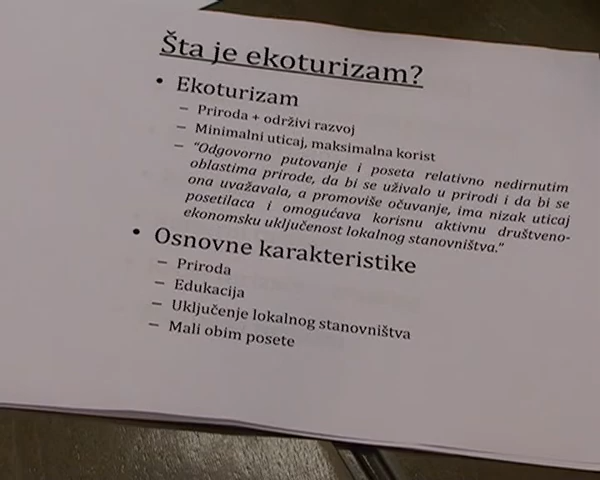 Šta je ekoturizam?
• Ekoturizam
– Priroda + održivi razvoj
– Minimalni uticaj, maksimalna korist
– “Odgovorno putovanje i poseta relativno nedirnutim
oblastima prirode, da bi se uživalo u prirodi i da bi se
ona uvažavala, a promoviše očuvanje, ima nizak uticaj
posetilaca i omogućava korisnu aktivnu društveno-
ekonomsku uključenost lokalnog stanovništva.”
• Osnovne karakteristike
– Priroda
– Edukacija
– Uključenje lokalnog stanovništva
– Mali obim posete